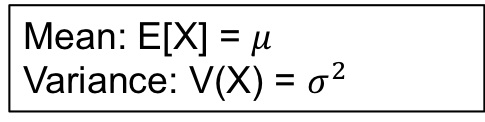 Mean: E[X] = μ
Variance: V(X) = σ²